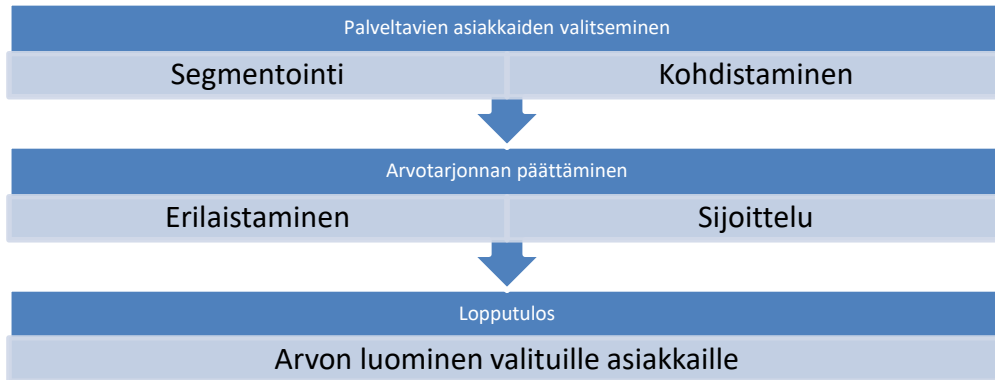 Palveltavien asiakkaiden valitseminen
Segmentointi
Kohdistaminen
Arvotarjonnan päättäminen
Erilaistaminen
Sijoittelu
Lopputulos
Arvon luominen valituille asiakkaille